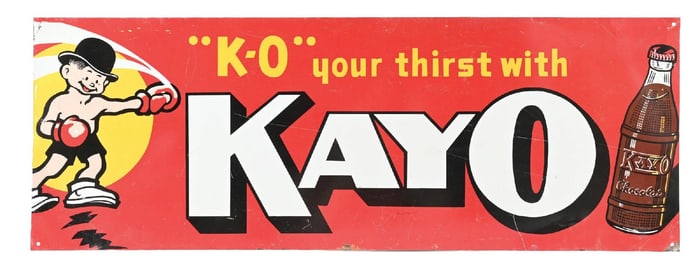 "K-O" your thirst with
KAYO
KAYO
Chocolate